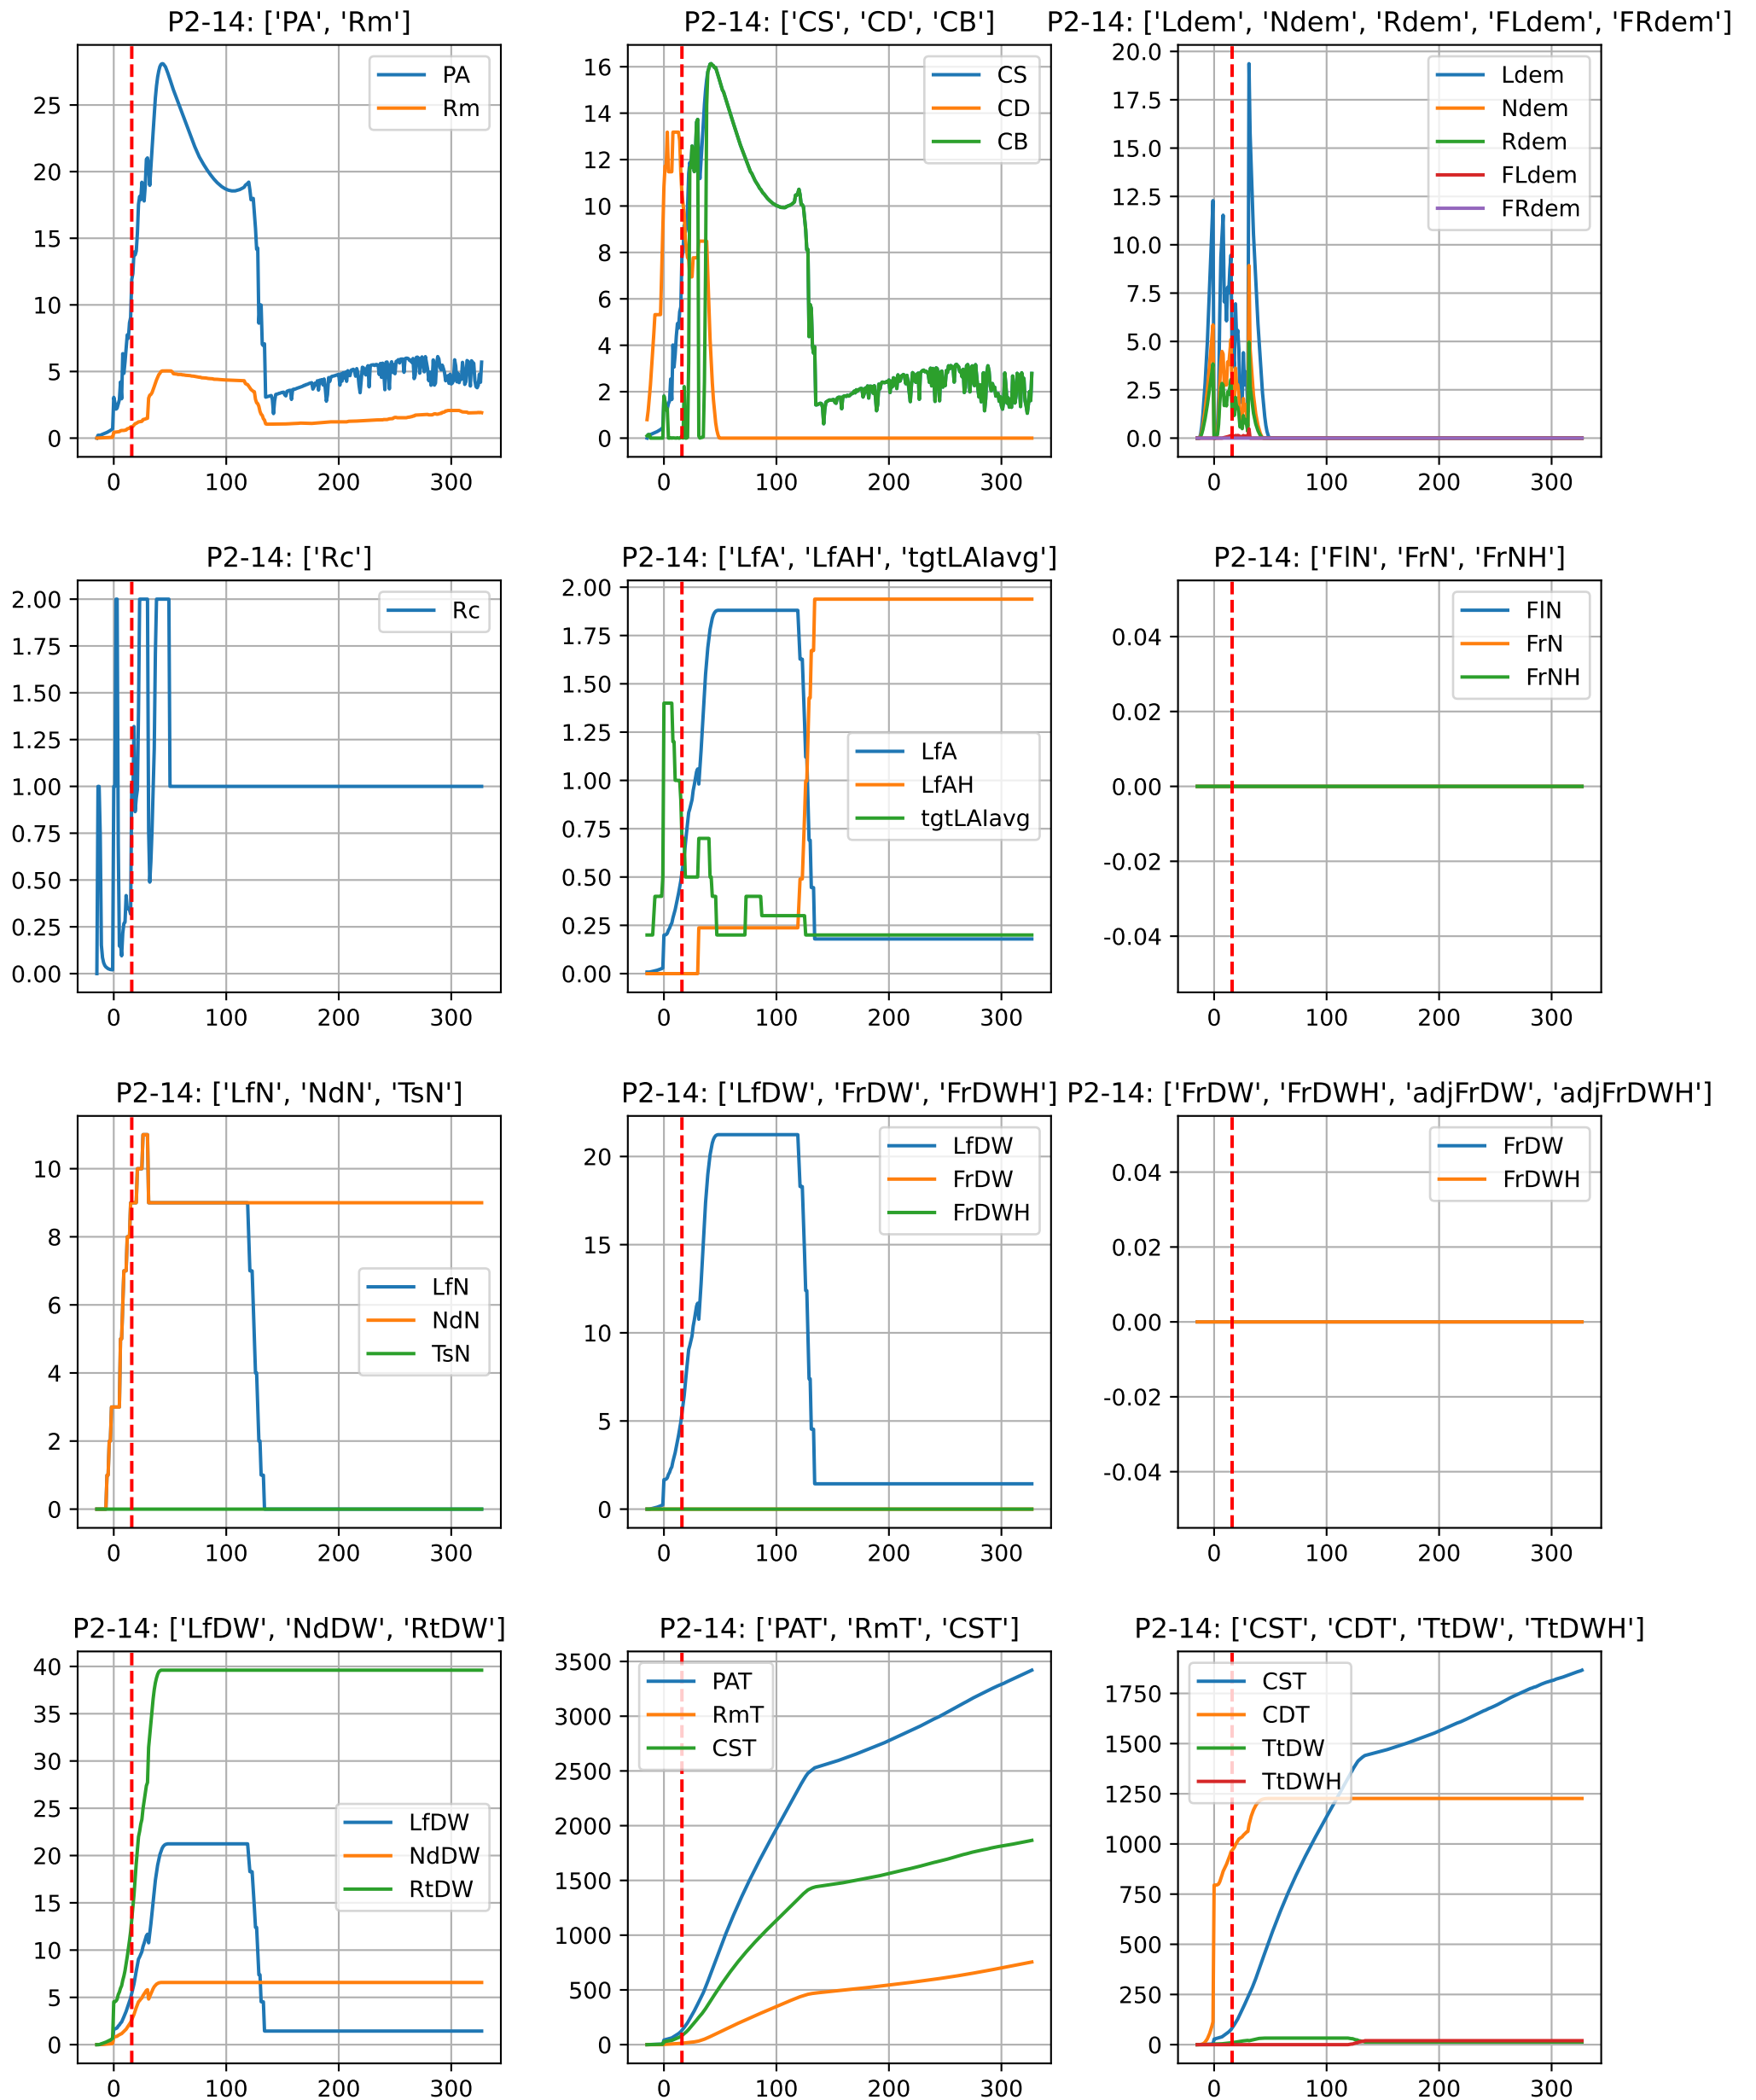 P2-14: ['PA', 'Rm']
25
20
15
10
5
0
0 100 200 300
PA
Rm
P2-14: ['CS', 'CD', 'CB']
16
14
12
10
8
6
4
2
0
0 100 200 300
CS
CD
CB
P2-14: ['Ldem', 'Ndem', 'Rdem', 'FLdem', 'FRdem']
20.0
17.5
15.0
12.5
10.0
7.5
5.0
2.5
0.0
0 100 200 300
Ldem
Ndem
Rdem
FLdem
FRdem
P2-14: ['Rc']
2.00
1.75
1.50
1.25
1.00
0.75
0.50
0.25
0.00
0 100 200 300
Rc
P2-14: ['LfA', 'LfAH', 'tgtLAIavg']
2.00
1.75
1.50
1.25
1.00
0.75
0.50
0.25
0.00
0 100 200 300
LfA
LfAH
tgtLAIavg
P2-14: ['FlN', 'FrN', 'FrNH']
0.04
0.02
0.00
-0.02
-0.04
0 100 200 300
FlN
FrN
FrNH
P2-14: ['LfN', 'NdN', 'TsN']
10
8
6
4
2
0
0 100 200 300
LfN
NdN
TsN
P2-14: ['LfDW', 'FrDW', 'FrDWH']
20
15
10
5
0
0 100 200 300
LfDW
FrDW
FrDWH
P2-14: ['FrDW', 'FrDWH', 'adjFrDW', 'adjFrDWH']
0.04
0.02
0.00
-0.02
-0.04
0 100 200 300
FrDW
FrDWH
P2-14: ['LfDW', 'NdDW', 'RtDW']
40
35
30
25
20
15
10
5
0
0 100 200 300
LfDW
NdDW
RtDW
P2-14: ['PAT', 'RmT', 'CST']
3500
3000
2500
2000
1500
1000
500
0
0 100 200 300
PAT
RmT
CST
P2-14: ['CST', 'CDT', 'TtDW', 'TtDWH']
1750
1500
1250
1000
750
500
250
0
0 100 200 300
CST
CDT
TtDW
TtDWH